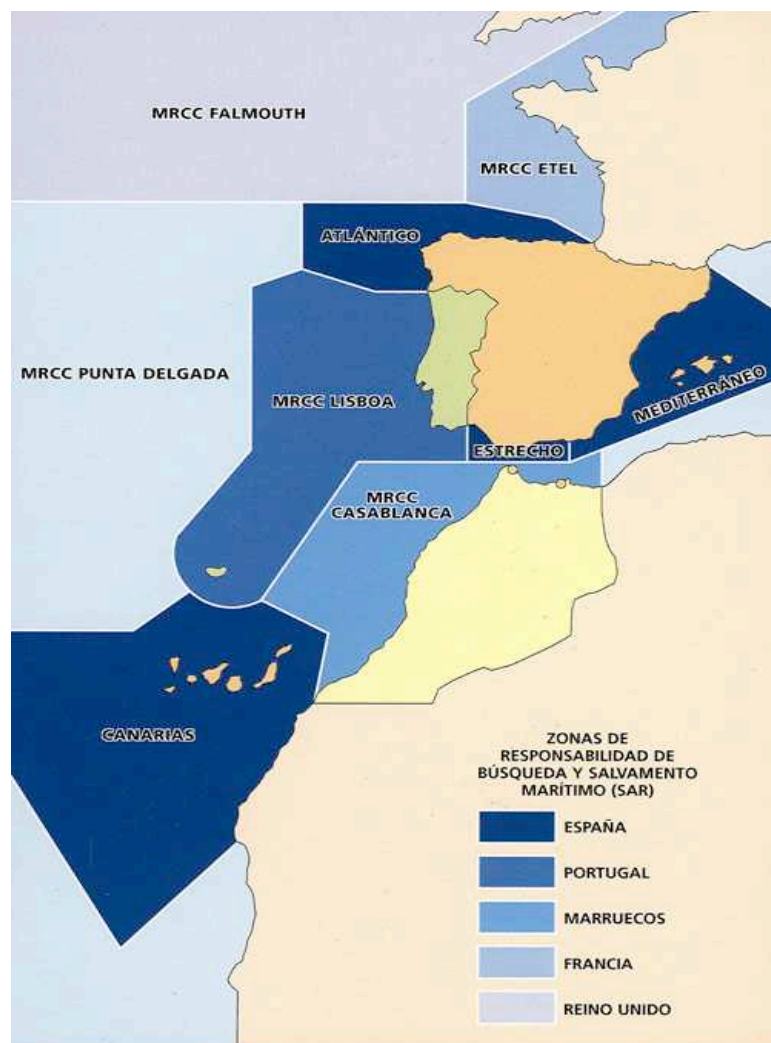 MRCC FALMOUTH
MRCC ETEL
ATLÁNTICO
MRCC PUNTA DELGADA
MRCC LISBOA
MEDITERRÁNEO
ESTRECHO
MRCC
CASABLANCA
CANARIAS
ZONAS DE
RESPONSABILIDAD DE
BÚSQUEDA Y SALVAMENTO
MARÍTIMO (SAR)
ESPAÑA
PORTUGAL
MARRUECOS
FRANCIA
REINO UNIDO